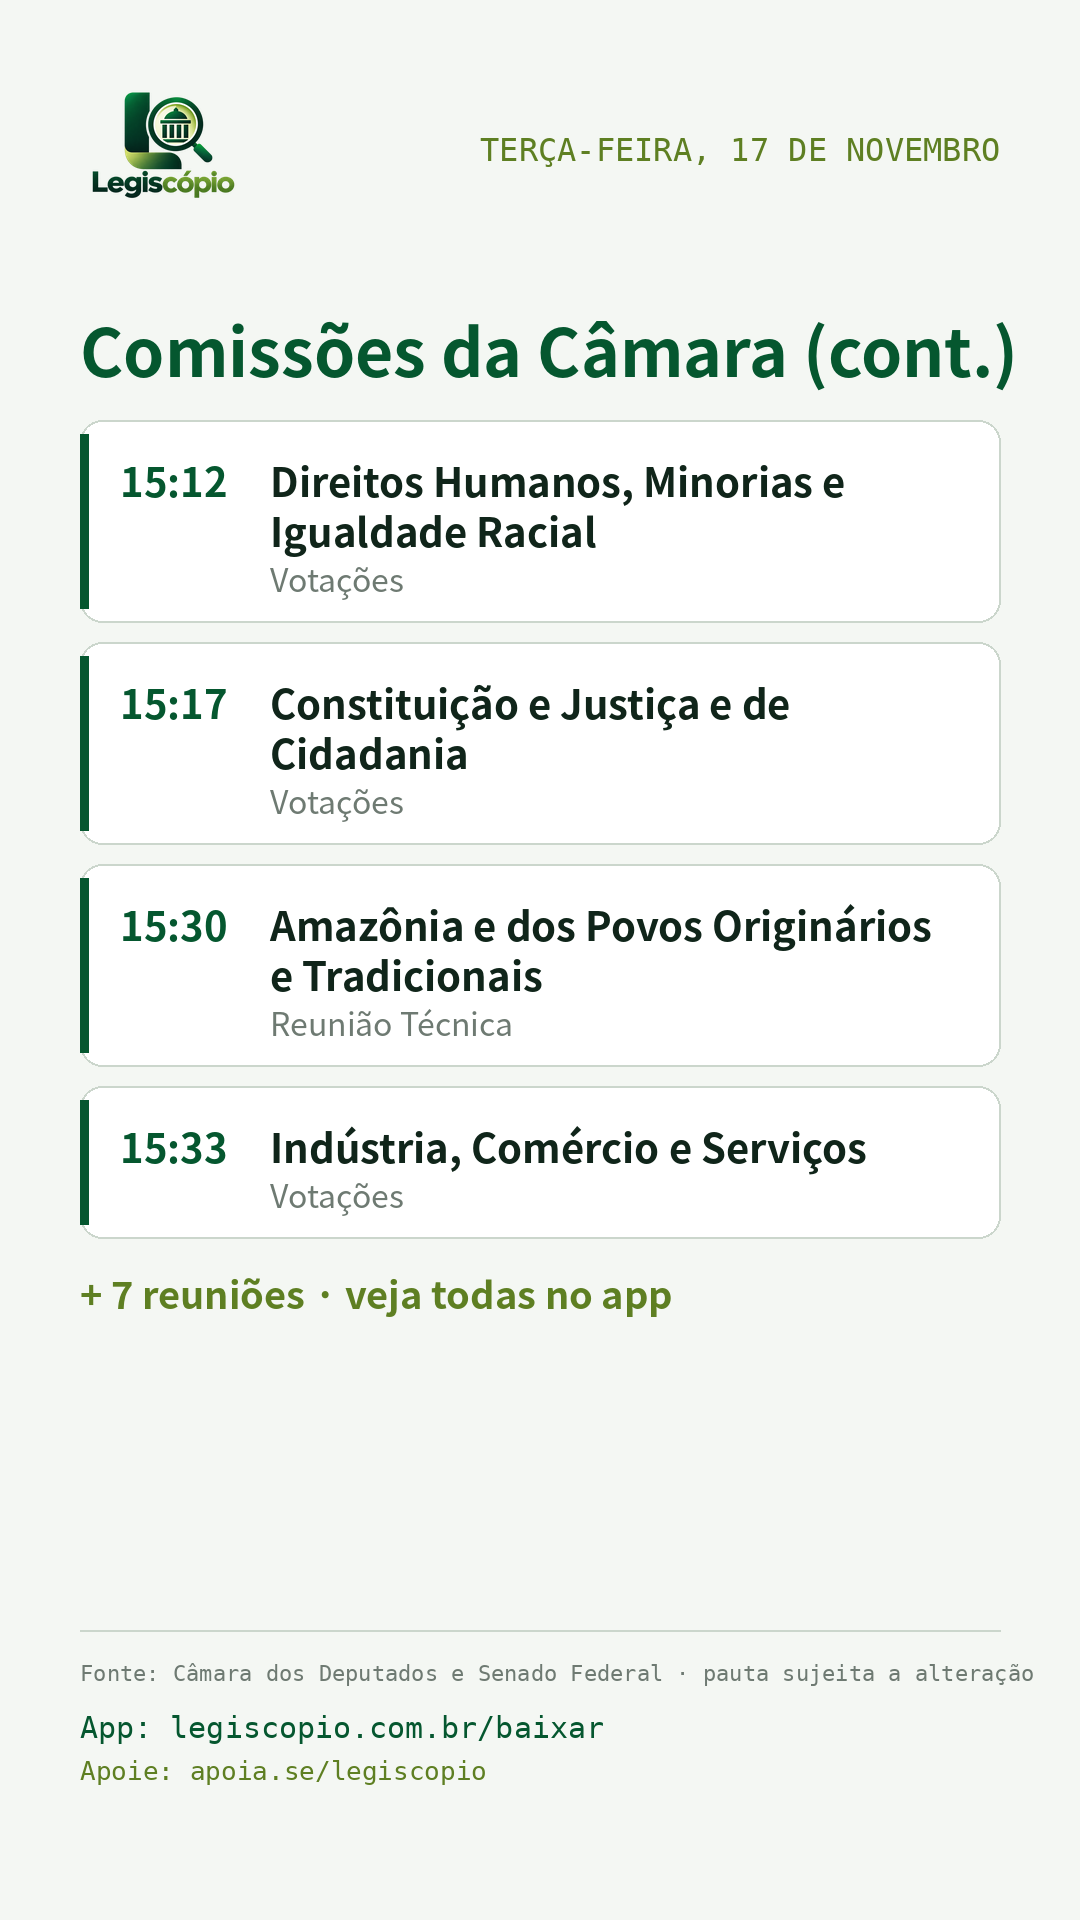 Legiscópio
TERÇA-FEIRA, 17 DE NOVEMBRO
Comissões da Câmara (cont.)
15:12 Direitos Humanos, Minorias e
Igualdade Racial
Votações
15:17 Constituição e Justiça e de
Cidadania
Votações
15:30 Amazônia e dos Povos Originários
e Tradicionais
Reunião Técnica
15:33 Indústria, Comércio e Serviços
Votações
+ 7 reuniões · veja todas no app
Fonte: Câmara dos Deputados e Senado Federal · pauta sujeita a alteração
App: legiscopio.com.br/baixar
Apoie: apoia.se/legiscopio